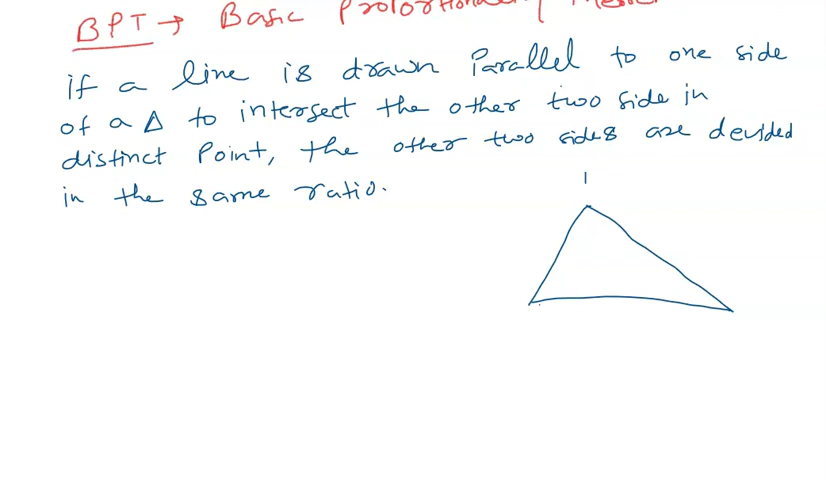 BPT → Basic Proportionality
if a line is drawn Parallel to one side
of a Δ to intersect the other two side in
distinct Point, the other two sides are devided
in the same ratio.